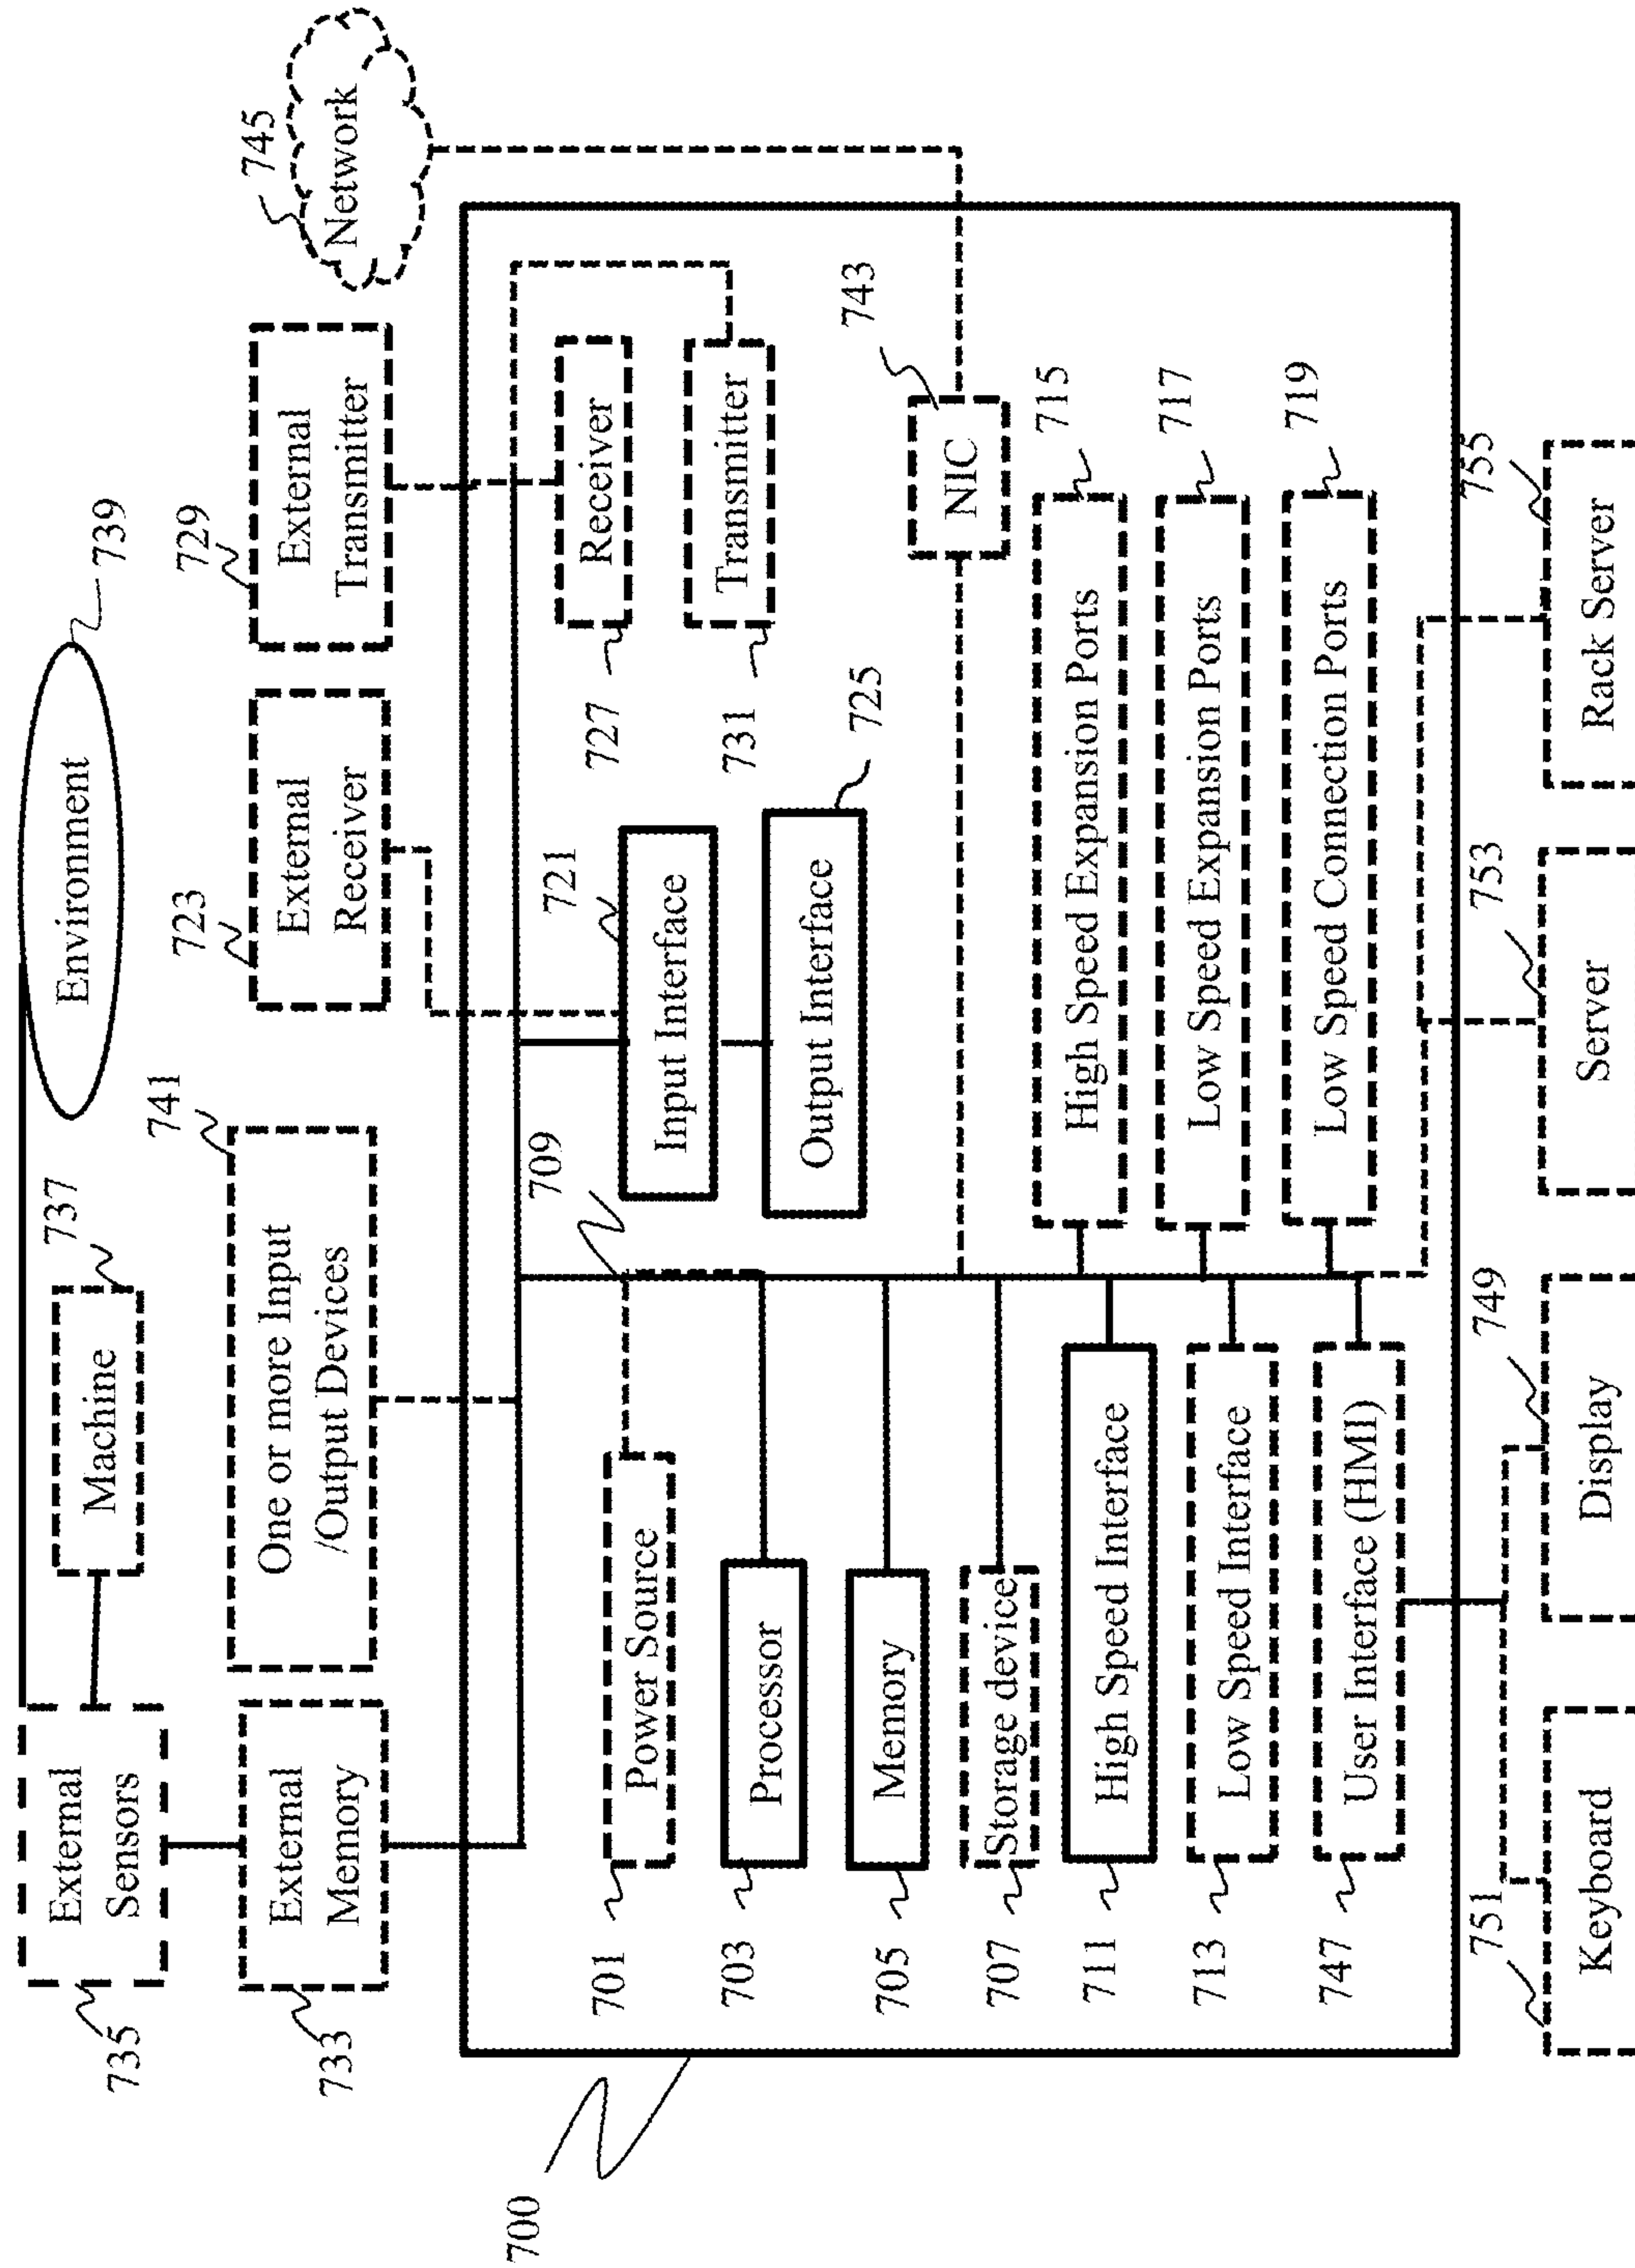 735
External
Sensors
737
Machine
Environment
739
733
External
Memory
741
One or more Input
/Output Devices
723
External
Receiver
729
External
Transmitter
745
Network
700
709
701
Power Source
703
Processor
705
Memory
707
Storage device
711
High Speed Interface
713
Low Speed Interface
747
User Interface (HMI)
721
Input Interface
725
Output Interface
727
Receiver
731
Transmitter
743
NIC
High Speed Expansion Ports
715
Low Speed Expansion Ports
717
Low Speed Connection Ports
719
751
Keyboard
749
Display
753
Server
755
Rack Server